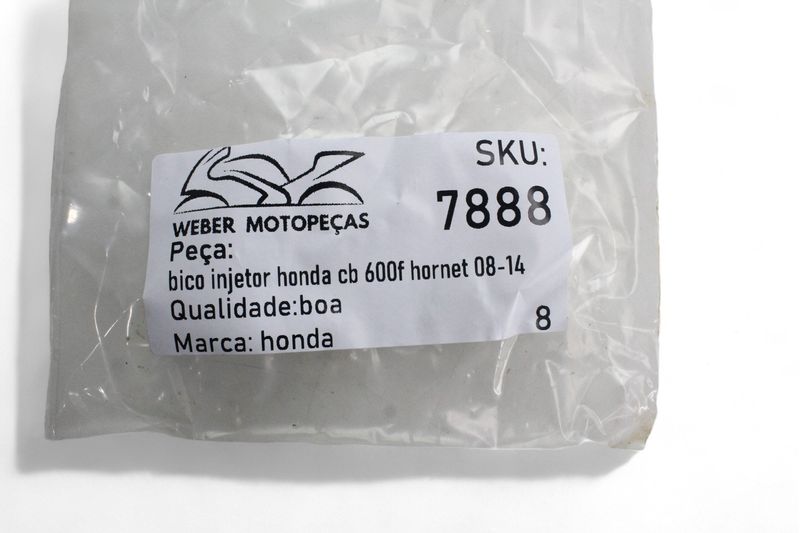 SKU:
7888
WEBER MOTOPEÇAS
Peça:
bico injetor honda cb 600f hornet 08-14
Qualidade:boa
8
Marca: honda